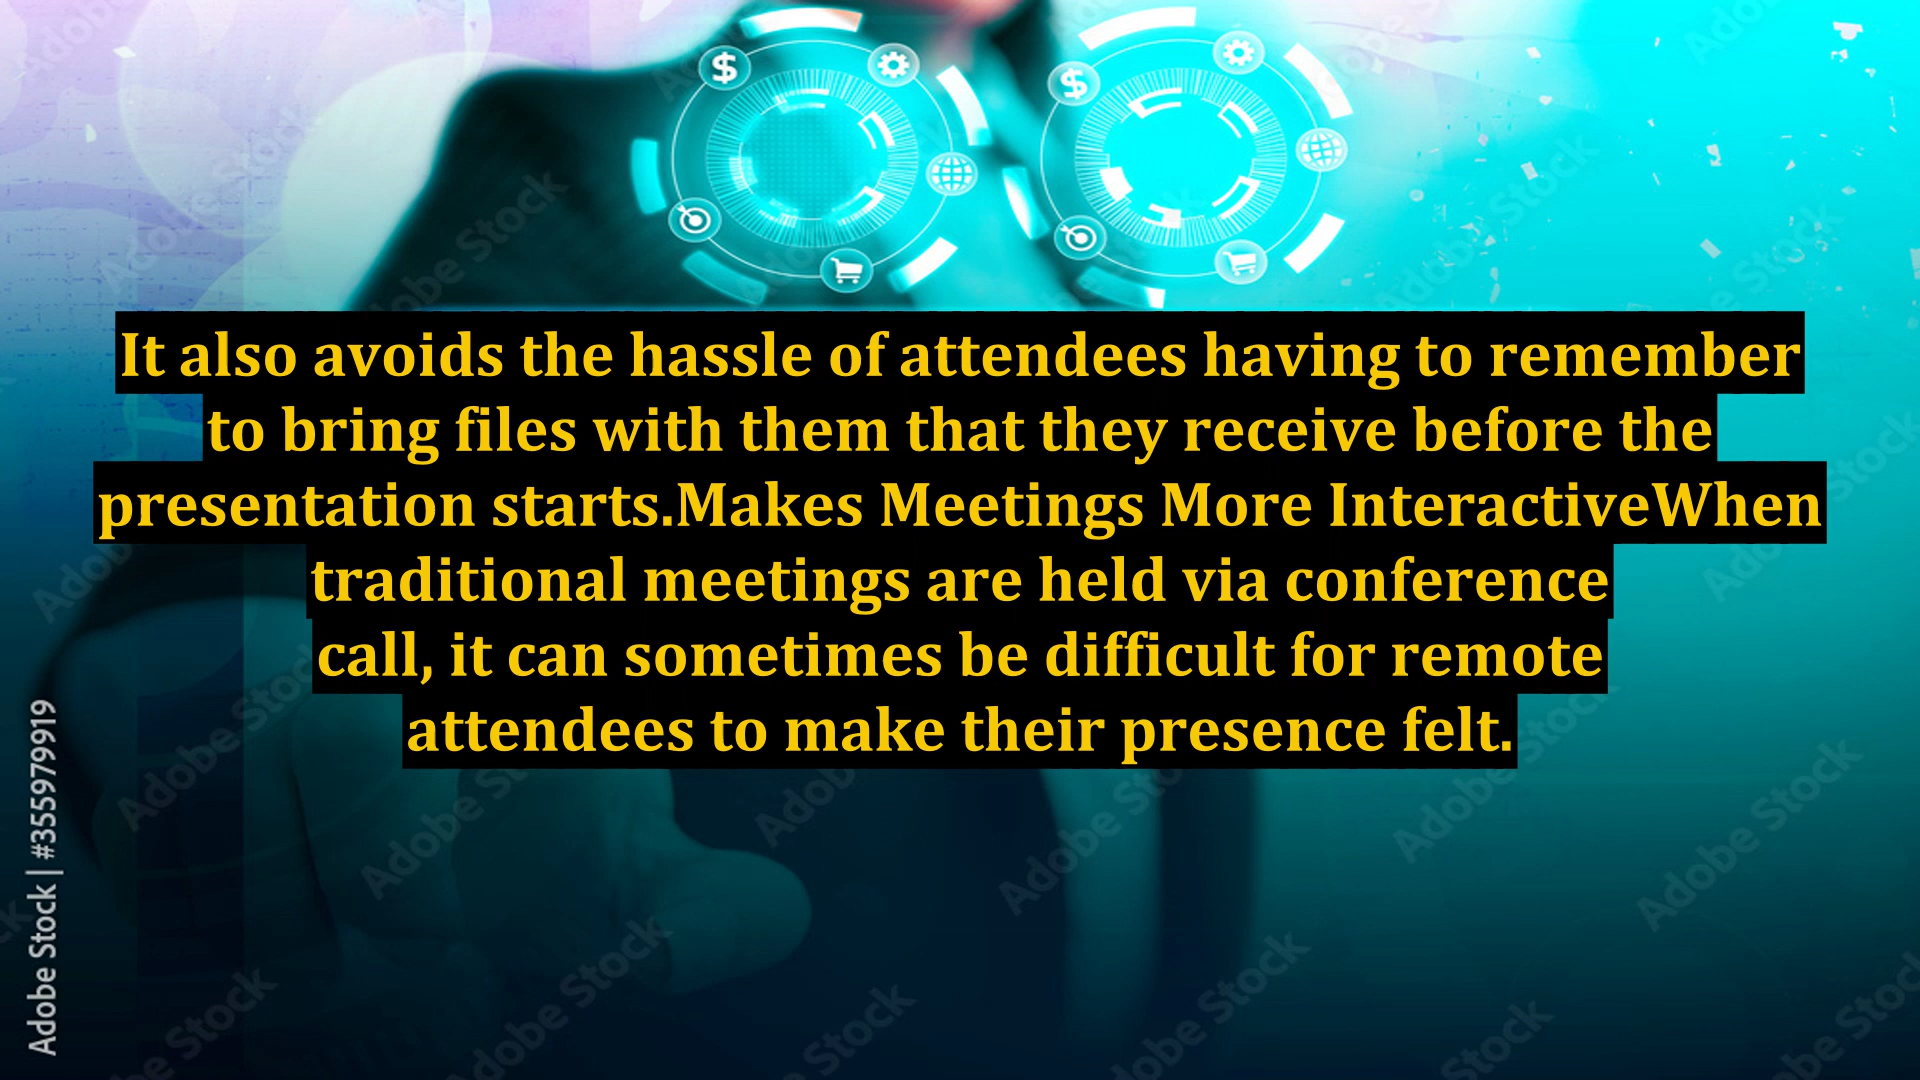 It also avoids the hassle of attendees having to remember
to bring files with them that they receive before the
presentation starts.Makes Meetings More InteractiveWhen
traditional meetings are held via conference
call, it can sometimes be difficult for remote
attendees to make their presence felt.
Adobe Stock | #355979919
Adobe Stock